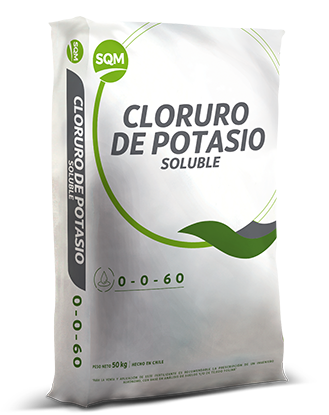 SQM
SQM
CLORURO
DE POTASIO
SOLUBLE
CLORURO DE POTASIO
SOLUBLE
0-0-60
0-0-60
PESO NETO 50 kg | HECHO EN CHILE